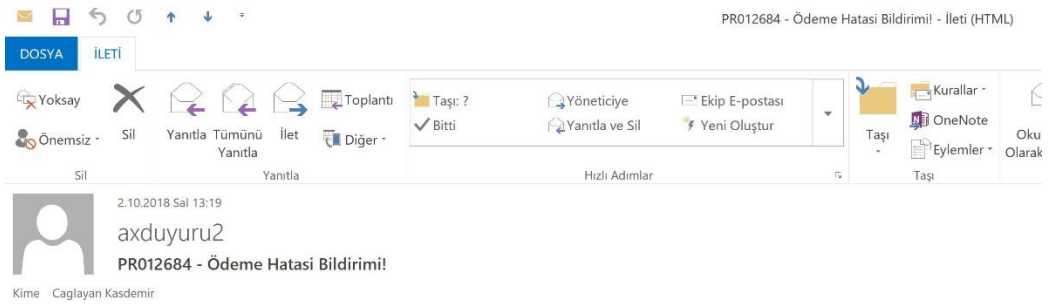 PR012684 - Ödeme Hatasi Bildirimi! - İleti (HTML)
DOSYA İLETİ
Yoksay
Önemsiz
Sil
Yanıtla
Tümünü
Yanıtla
İlet
Toplantı
Diğer
Taşı: ?
Bitti
Yöneticiye
Yanıtla ve Sil
Ekip E-postası
Yeni Oluştur
Taşı
Kurallar
OneNote
Eylemler
Oku
Olarak
Sil
Yanıtla
Hızlı Adımlar
Taşı
2.10.2018 Sal 13:19
axduyuru2
PR012684 - Ödeme Hatasi Bildirimi!
Kime Caglayan Kasdemir